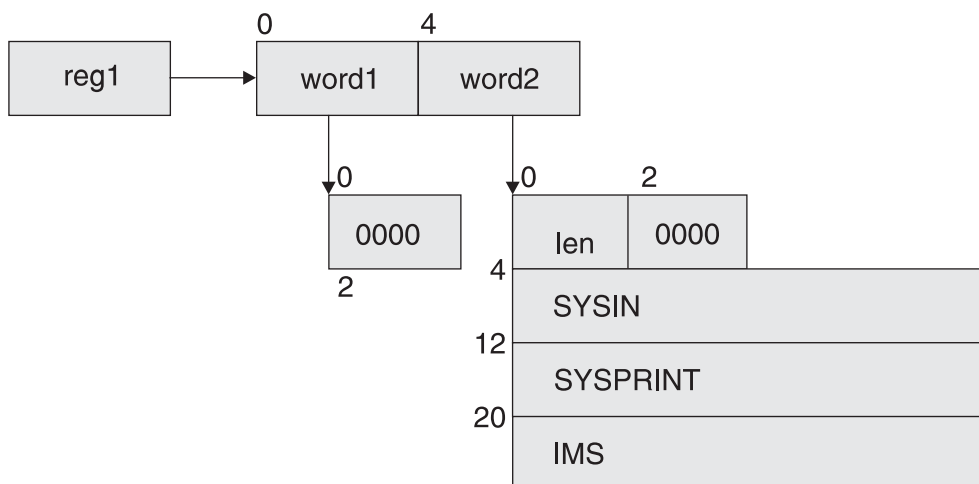 0 4
reg1 word1 word2
0 0 2
0000 len 0000
2 4
SYSIN
12
SYSPRINT
20
IMS